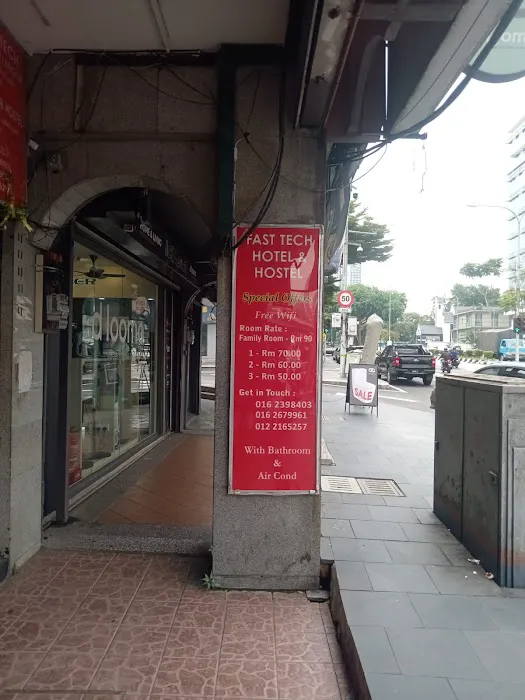 FAST TECH
HOTEL &
HOSTEL
Special Offers
Free Wifi
Room Rate :
Family Room - Rm 90
1 - Rm 70.00
2 - Rm 60.00
3 - Rm 50.00
Get in Touch :
016 2398403
016 2679961
012 2165257
With Bathroom
&
Air Cond
50
SALE